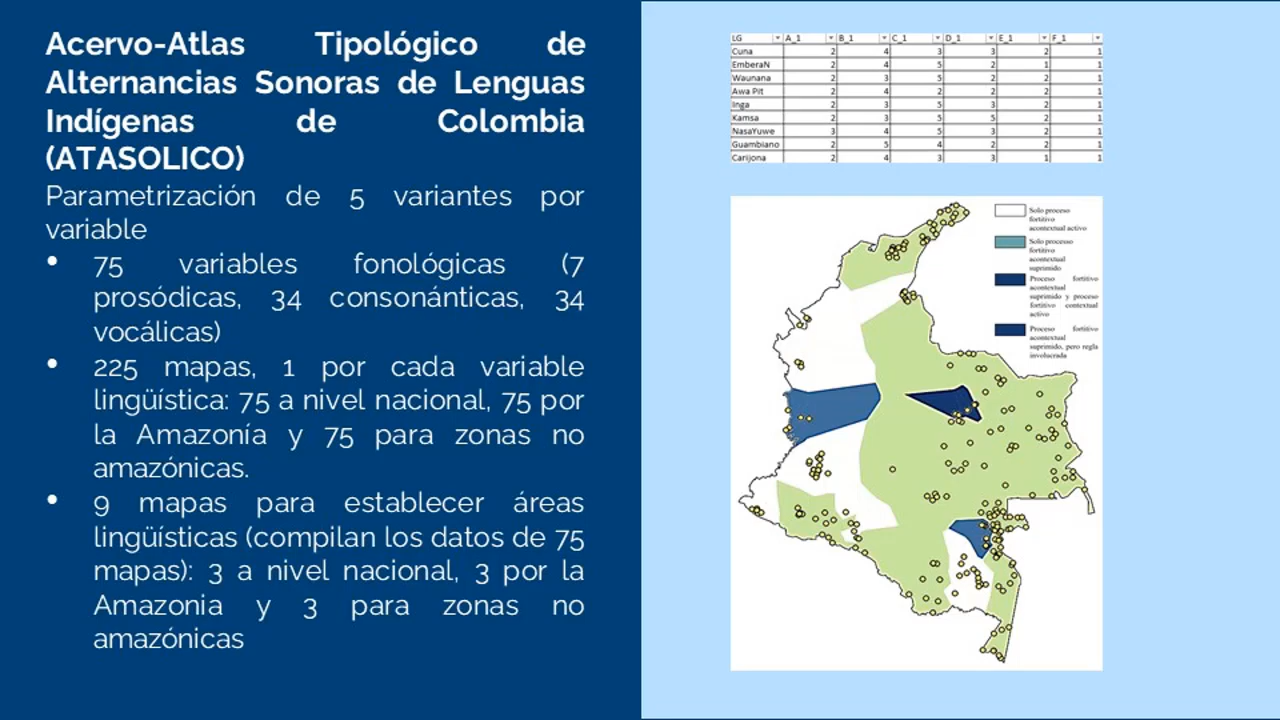 Acervo-Atlas Tipológico de
Alternancias Sonoras de Lenguas
Indígenas de Colombia
(ATASOLICO)
Parametrización de 5 variantes por
variable
• 75 variables fonológicas (7
prosódicas, 34 consonánticas, 34
vocálicas)
• 225 mapas, 1 por cada variable
lingüística: 75 a nivel nacional, 75 por
la Amazonía y 75 para zonas no
amazónicas.
• 9 mapas para establecer áreas
lingüísticas (compilan los datos de 75
mapas): 3 a nivel nacional, 3 por la
Amazonia y 3 para zonas no
amazónicas
LG A_1 B_1 C_1 D_1 E_1 F_1
Cuna 2 4 3 3 2 1
EmberaN 2 4 5 2 1 1
Waunana 2 3 5 2 2 1
Awa Pit 2 4 2 2 2 1
Inga 2 3 5 3 2 1
Kamsa 2 3 5 5 2 1
NasaYuwe 3 4 5 3 2 1
Guambiano 2 5 4 2 2 1
Carijona 2 4 3 3 1 1
Solo proceso
fortitivo
acontextual activo
Solo processo
fortitivo
acontextual
suprimido
Proceso fortitivo
acontextual
suprimido y proceso
fortitivo contextual
activo
Proceso fortitivo
acontextual
suprimido, pero regla
involucrada